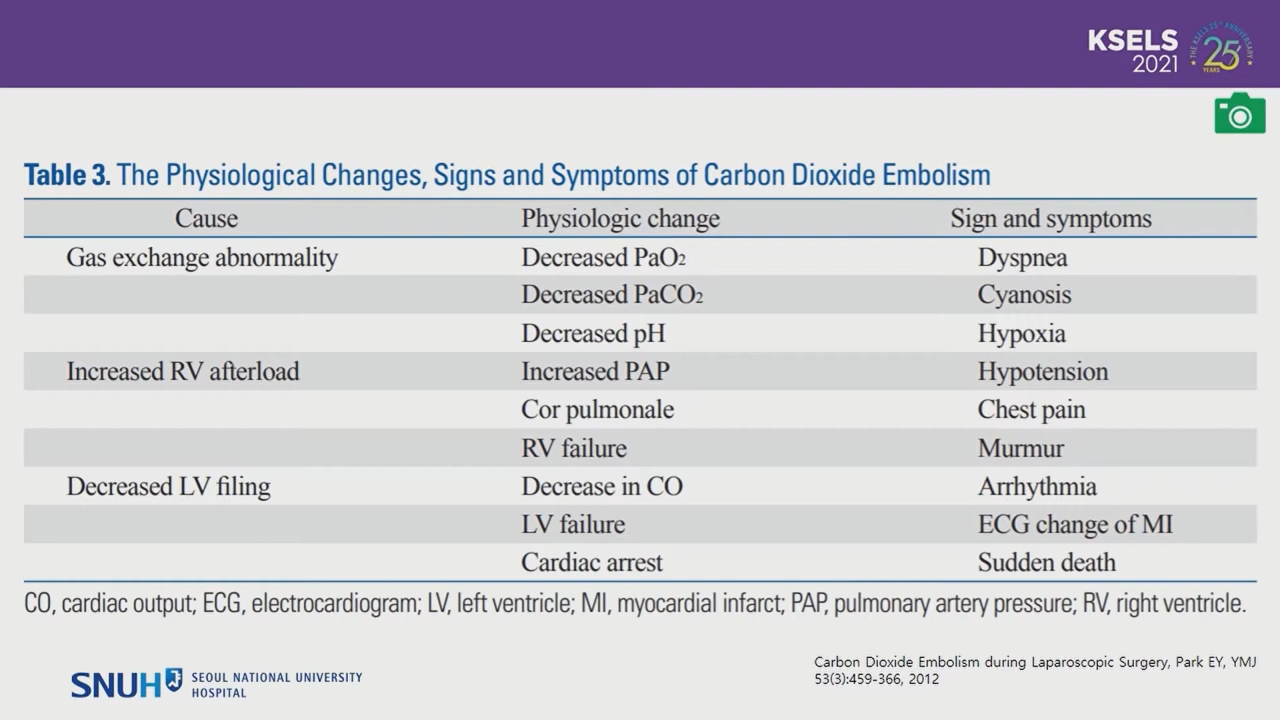 KSELS
2021
THE KSELS 25TH ANNIVERSARY
25
YEARS
Table 3. The Physiological Changes, Signs and Symptoms of Carbon Dioxide Embolism
Cause Physiologic change Sign and symptoms
Gas exchange abnormality Decreased PaO2 Dyspnea
Decreased PaCO2 Cyanosis
Decreased pH Hypoxia
Increased RV afterload Increased PAP Hypotension
Cor pulmonale Chest pain
RV failure Murmur
Decreased LV filing Decrease in CO Arrhythmia
LV failure ECG change of MI
Cardiac arrest Sudden death
CO, cardiac output; ECG, electrocardiogram; LV, left ventricle; MI, myocardial infarct; PAP, pulmonary artery pressure; RV, right ventricle.
SNUH SEOUL NATIONAL UNIVERSITY
HOSPITAL
Carbon Dioxide Embolism during Laparoscopic Surgery, Park EY, YMJ
53(3):459-366, 2012